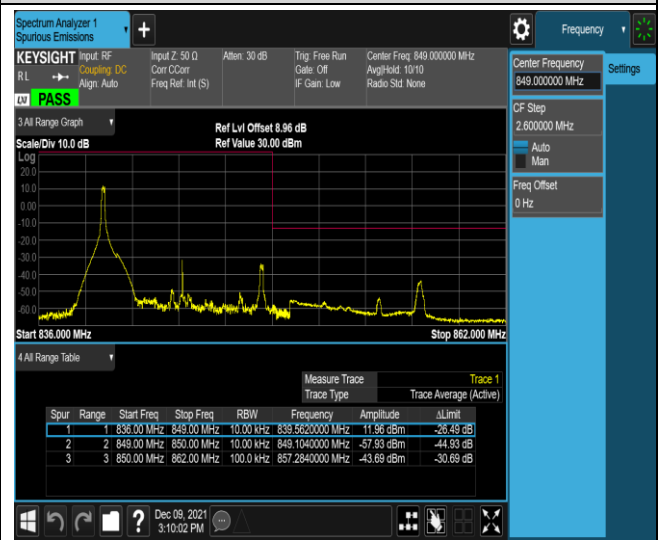 Spectrum Analyzer 1
Spurious Emissions
+
Frequency
KEYSIGHT Input: RF Input Z: 50 Ω Atten: 30 dB Trig: Free Run Center Freq: 849.000000 MHz
R L Coupling: DC Corr CCorr Gate: Off Avg|Hold: 10/10
Align: Auto Freq Ref: Int (S) IF Gain: Low Radio Std: None
LXI PASS
Center Frequency
849.000000 MHz
Settings
CF Step
2.600000 MHz
Auto
Man
Freq Offset
0 Hz
3 All Range Graph
Ref Lvl Offset 8.96 dB
Scale/Div 10.0 dB Ref Value 30.00 dBm
Log
20.0
10.0
0.00
-10.0
-20.0
-30.0
-40.0
-50.0
-60.0
Start 836.000 MHz Stop 862.000 MHz
4 All Range Table
Measure Trace Trace 1
Trace Type Trace Average (Active)
Spur Range Start Freq Stop Freq RBW Frequency Amplitude ΔLimit
1 1 836.00 MHz 849.00 MHz 10.00 kHz 839.5620000 MHz 11.96 dBm -26.49 dB
2 2 849.00 MHz 850.00 MHz 10.00 kHz 849.1040000 MHz -57.93 dBm -44.93 dB
3 3 850.00 MHz 862.00 MHz 100.0 kHz 857.2840000 MHz -43.69 dBm -30.69 dB
? Dec 09, 2021
3:10:02 PM